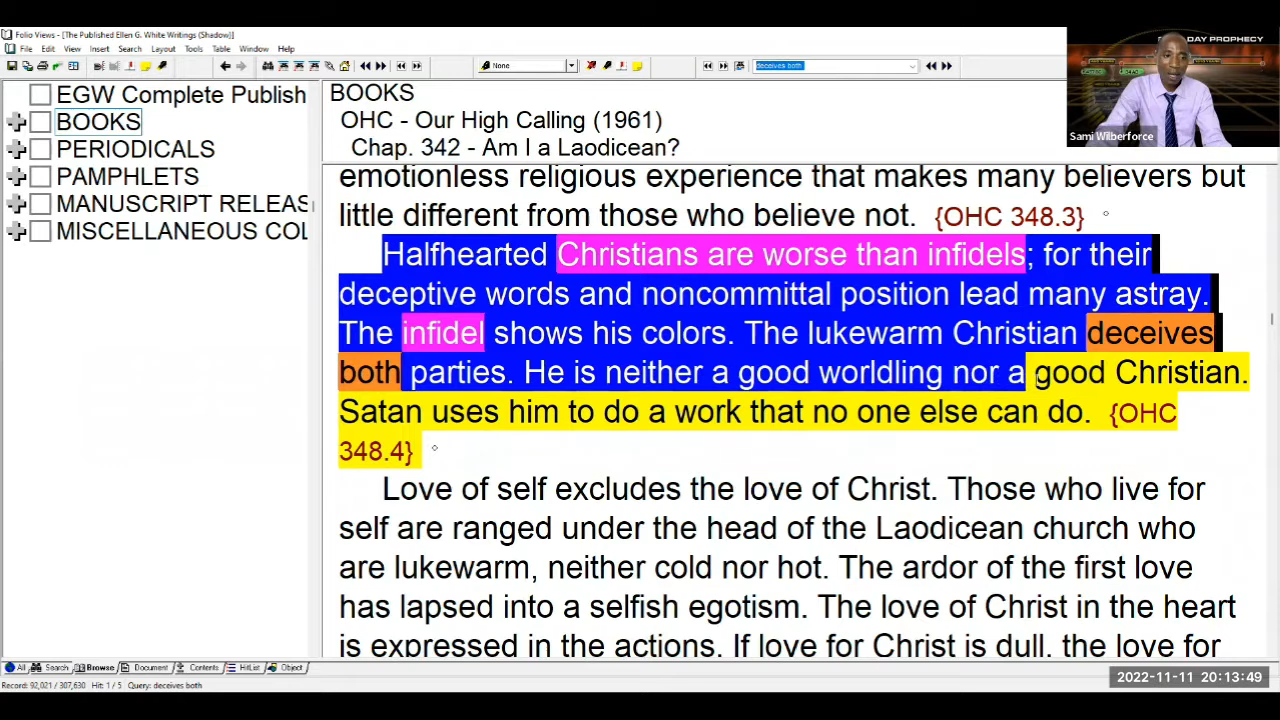 Folio Views - [The Published Ellen G. White Writings (Shadow)]
File Edit View Insert Search Layout Tools Table Window Help
None
deceives both
DAY PROPHECY
Sami Wilberforce
EGW Complete Publish
BOOKS
PERIODICALS
PAMPHLETS
MANUSCRIPT RELEAS
MISCELLANEOUS COL
BOOKS
OHC - Our High Calling (1961)
Chap. 342 - Am I a Laodicean?
emotionless religious experience that makes many believers but
little different from those who believe not. {OHC 348.3}
Halfhearted Christians are worse than infidels; for their
deceptive words and noncommittal position lead many astray.
The infidel shows his colors. The lukewarm Christian deceives
both parties. He is neither a good worldling nor a good Christian.
Satan uses him to do a work that no one else can do. {OHC
348.4}
Love of self excludes the love of Christ. Those who live for
self are ranged under the head of the Laodicean church who
are lukewarm, neither cold nor hot. The ardor of the first love
has lapsed into a selfish egotism. The love of Christ in the heart
is expressed in the actions. If love for Christ is dull, the love for
All Search Browse Document Contents HitList Object
Record: 92,021 / 307,630 Hit: 1 / 5 Query: deceives both
2022-11-11 20:13:49